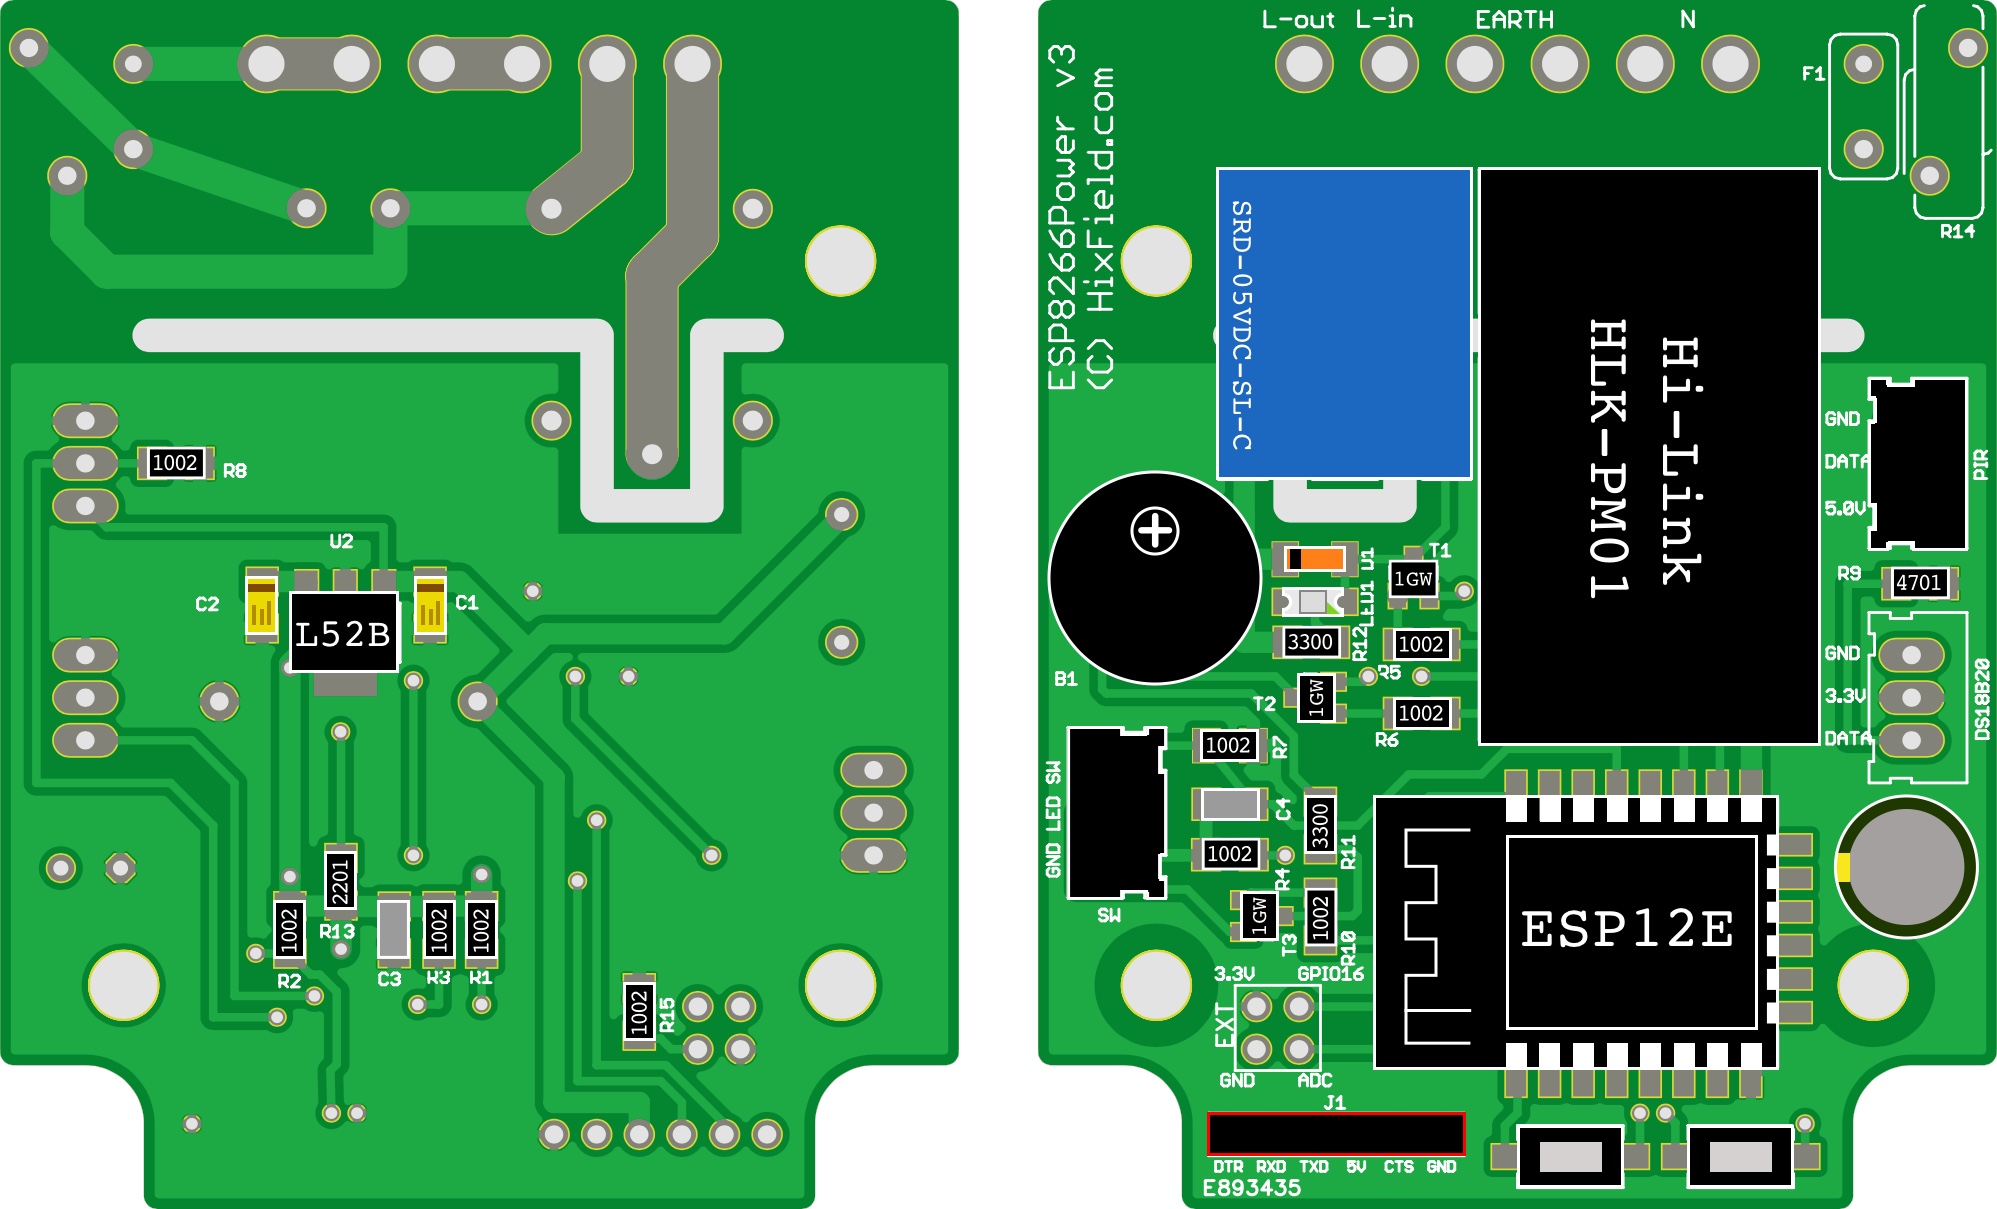 1002
R8
U2
C2
L52B
C1
2201
1002
R13
1002
1002
R2
C3
R3
R1
1002
R15
L-out
L-in
EARTH
N
F1
R14
ESP8266Power v3
(C) HixField.com
SRD-05VDC-SL-C
Hi-Link
HLK-PM01
GND
DATA
5.0V
PIR
R9
4701
GND
3.3V
DATA
DS18B20
B1
D1
LED1
T1
1GW
3300
R12
1002
R5
T2
1GW
1002
R6
1002
R7
C4
3300
R11
1002
R4
1GW
T3
1002
R10
GND LED SW
SW
ESP12E
3.3V
GPIO16
EXT
GND
ADC
J1
DTR RXD TXD 5V CTS GND
E893435